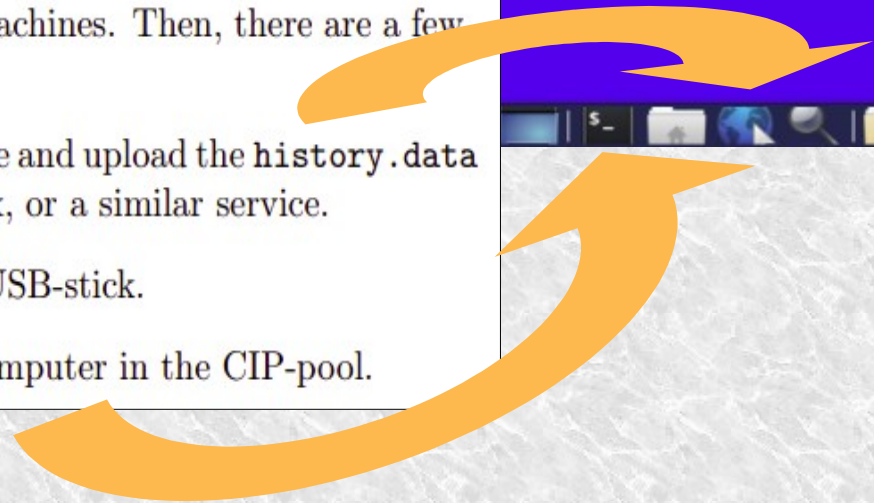 achines. Then, there are a few
e and upload the history.data
x, or a similar service.
USB-stick.
mputer in the CIP-pool.
$_